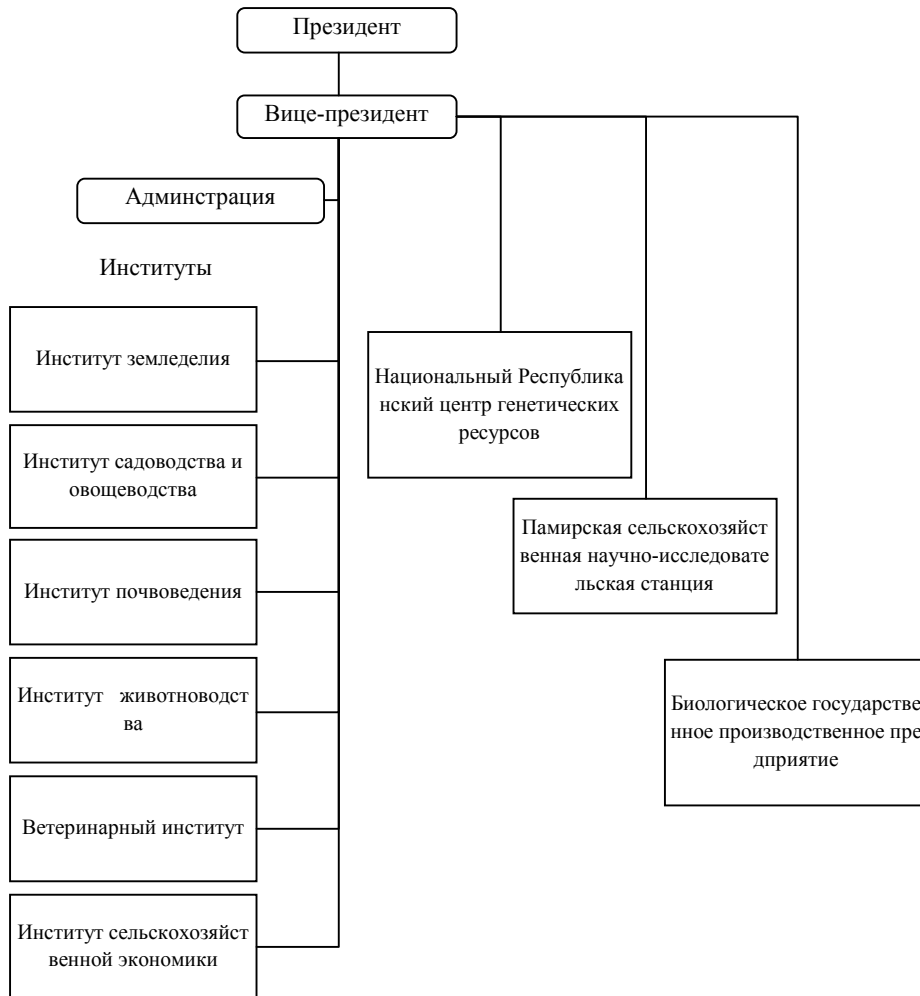 Президент
Вице-президент
Админстрация
Институты
Институт земледелия
Институт садоводства и
овощеводства
Институт почвоведения
Институт животноводст
ва
Ветеринарный институт
Институт сельскохозяйст
венной экономики
Национальный Республика
нский центр генетических
ресурсов
Памирская сельскохозяйст
венная научно-исследовате
льская станция
Биологическое государстве
нное производственное пре
дприятие